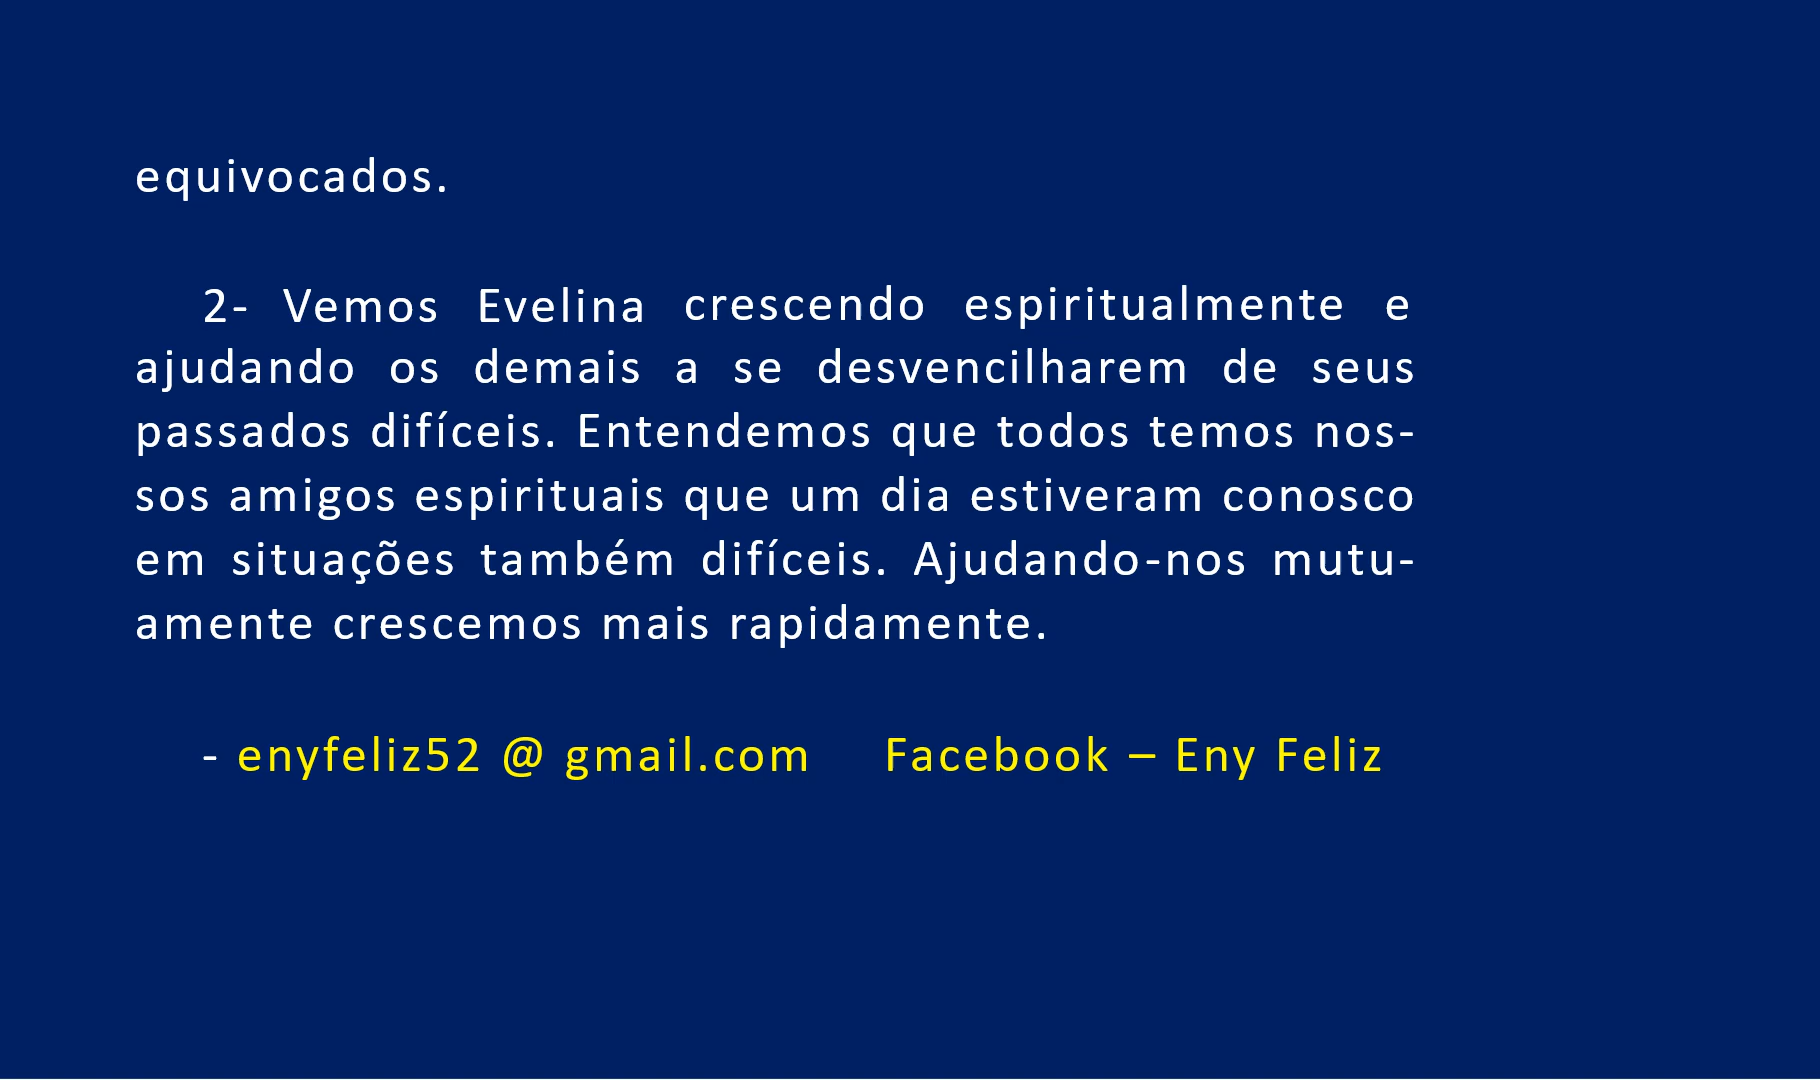 equivocados.
2- Vemos Evelina crescendo espiritualmente e
ajudando os demais a se desvencilharem de seus
passados difíceis. Entendemos que todos temos nos-
sos amigos espirituais que um dia estiveram conosco
em situações também difíceis. Ajudando-nos mutu-
amente crescemos mais rapidamente.
- enyfeliz52 @ gmail.com Facebook – Eny Feliz